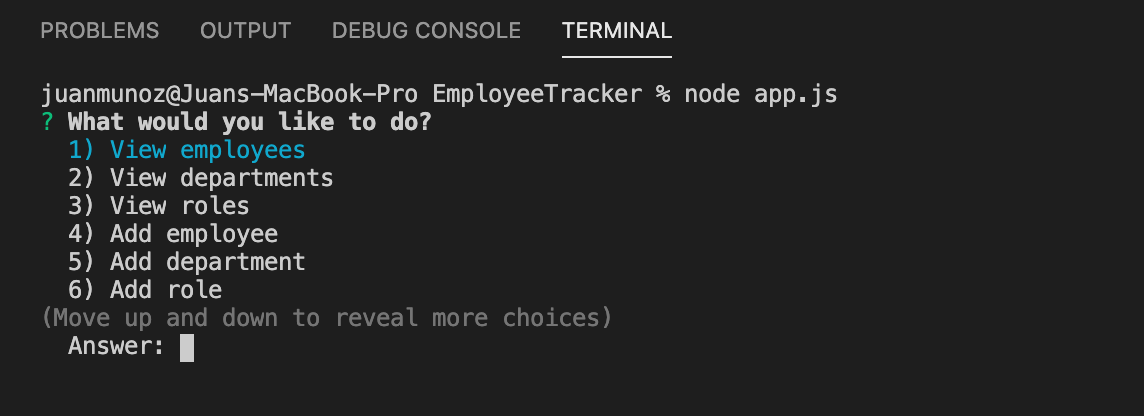 PROBLEMS OUTPUT DEBUG CONSOLE TERMINAL
juanmunoz@Juans-MacBook-Pro EmployeeTracker % node app.js
? What would you like to do?
1) View employees
2) View departments
3) View roles
4) Add employee
5) Add department
6) Add role
(Move up and down to reveal more choices)
Answer: